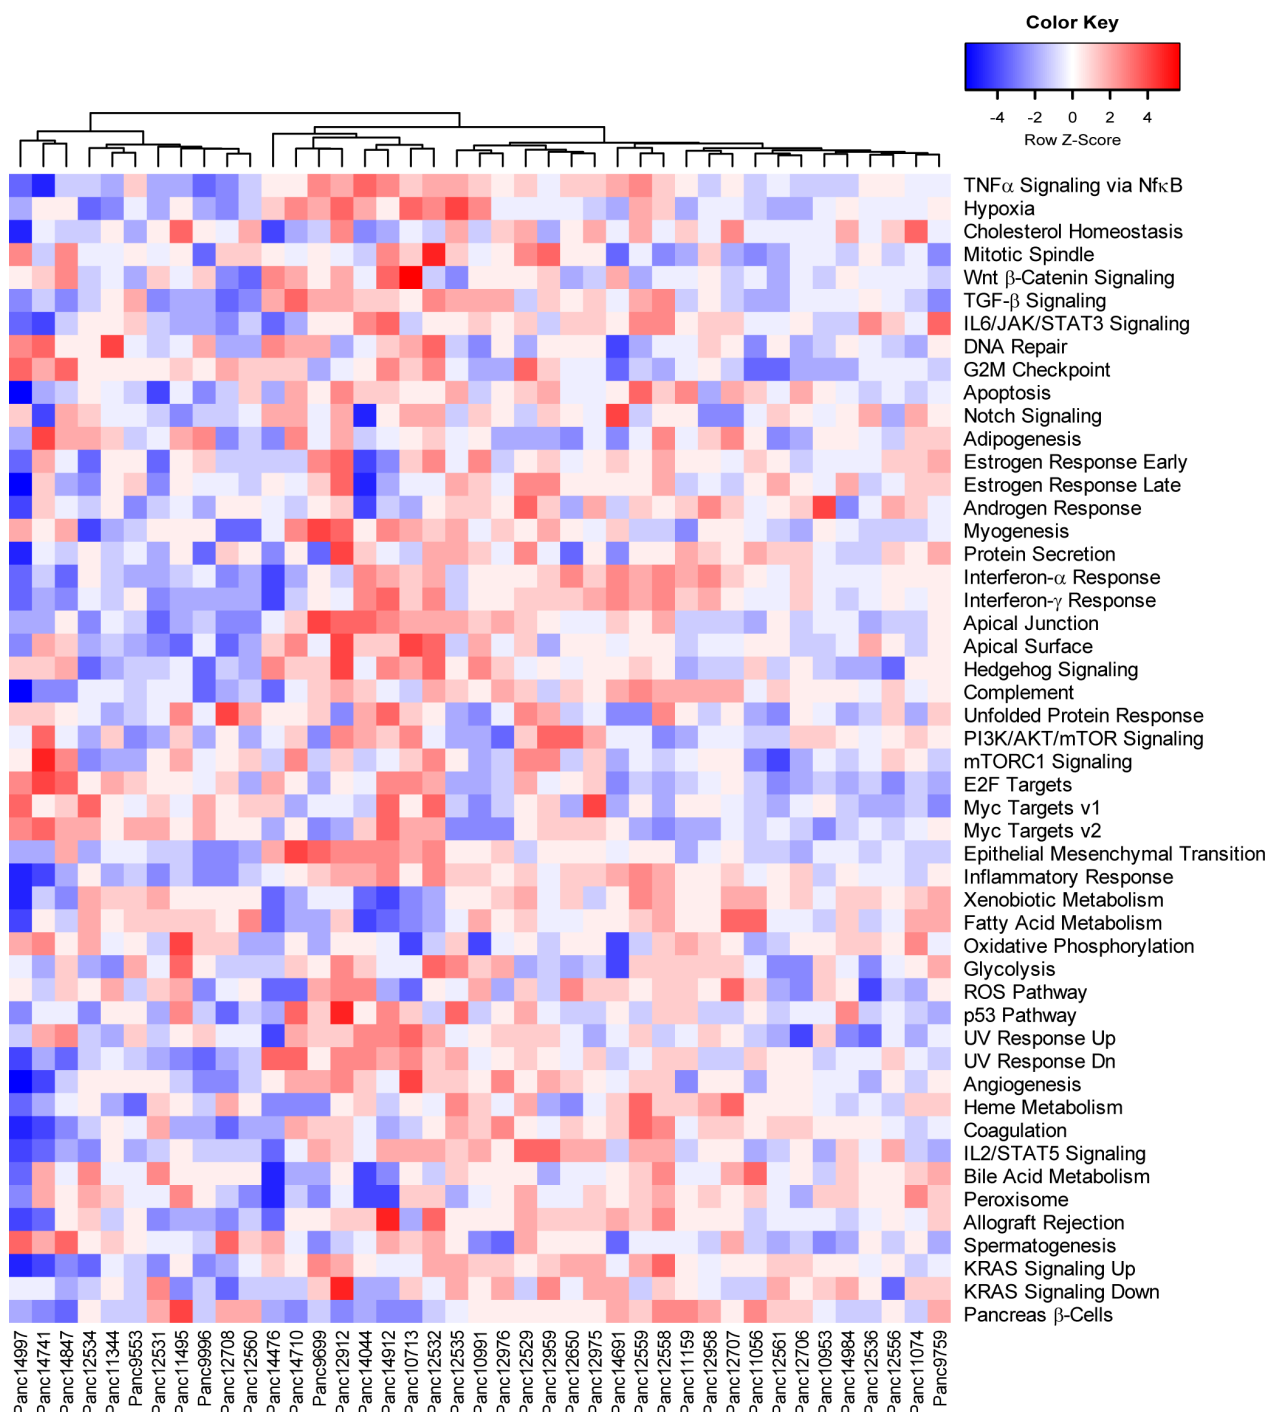 Color Key
-4 -2 0 2 4
Row Z-Score
TNFα Signaling via NfκB
Hypoxia
Cholesterol Homeostasis
Mitotic Spindle
Wnt β-Catenin Signaling
TGF-β Signaling
IL6/JAK/STAT3 Signaling
DNA Repair
G2M Checkpoint
Apoptosis
Notch Signaling
Adipogenesis
Estrogen Response Early
Estrogen Response Late
Androgen Response
Myogenesis
Protein Secretion
Interferon-α Response
Interferon-γ Response
Apical Junction
Apical Surface
Hedgehog Signaling
Complement
Unfolded Protein Response
PI3K/AKT/mTOR Signaling
mTORC1 Signaling
E2F Targets
Myc Targets v1
Myc Targets v2
Epithelial Mesenchymal Transition
Inflammatory Response
Xenobiotic Metabolism
Fatty Acid Metabolism
Oxidative Phosphorylation
Glycolysis
ROS Pathway
p53 Pathway
UV Response Up
UV Response Dn
Angiogenesis
Heme Metabolism
Coagulation
IL2/STAT5 Signaling
Bile Acid Metabolism
Peroxisome
Allograft Rejection
Spermatogenesis
KRAS Signaling Up
KRAS Signaling Down
Pancreas β-Cells
Panc14997
Panc14741
Panc14847
Panc12534
Panc11344
Panc9553
Panc12531
Panc11495
Panc9996
Panc12708
Panc12560
Panc14476
Panc14710
Panc9699
Panc12912
Panc14044
Panc14912
Panc10713
Panc12532
Panc12535
Panc10991
Panc12976
Panc12529
Panc12959
Panc12650
Panc12975
Panc14691
Panc12559
Panc12558
Panc11159
Panc12958
Panc12707
Panc11056
Panc12561
Panc12706
Panc10953
Panc14984
Panc12536
Panc12556
Panc11074
Panc9759